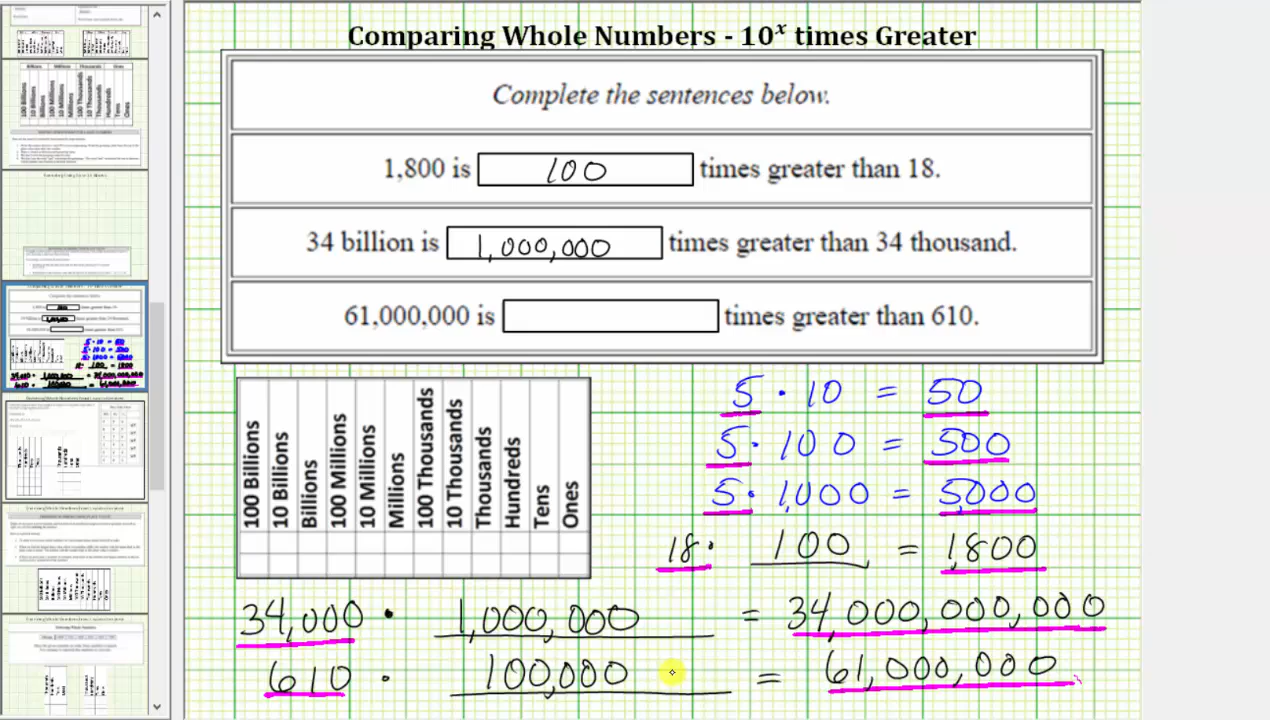 Comparing Whole Numbers - 10ˣ times Greater
Complete the sentences below.
1,800 is 100 times greater than 18.
34 billion is 1,000,000 times greater than 34 thousand.
61,000,000 is times greater than 610.
100 Billions
10 Billions
Billions
100 Millions
10 Millions
Millions
100 Thousands
10 Thousands
Thousands
Hundreds
Tens
Ones
5 · 10 = 50
5 · 100 = 500
5 · 1,000 = 5,000
18 · 100 = 1,800
34,000 · 1,000,000 = 34,000,000,000
610 · 100,000 = 61,000,000